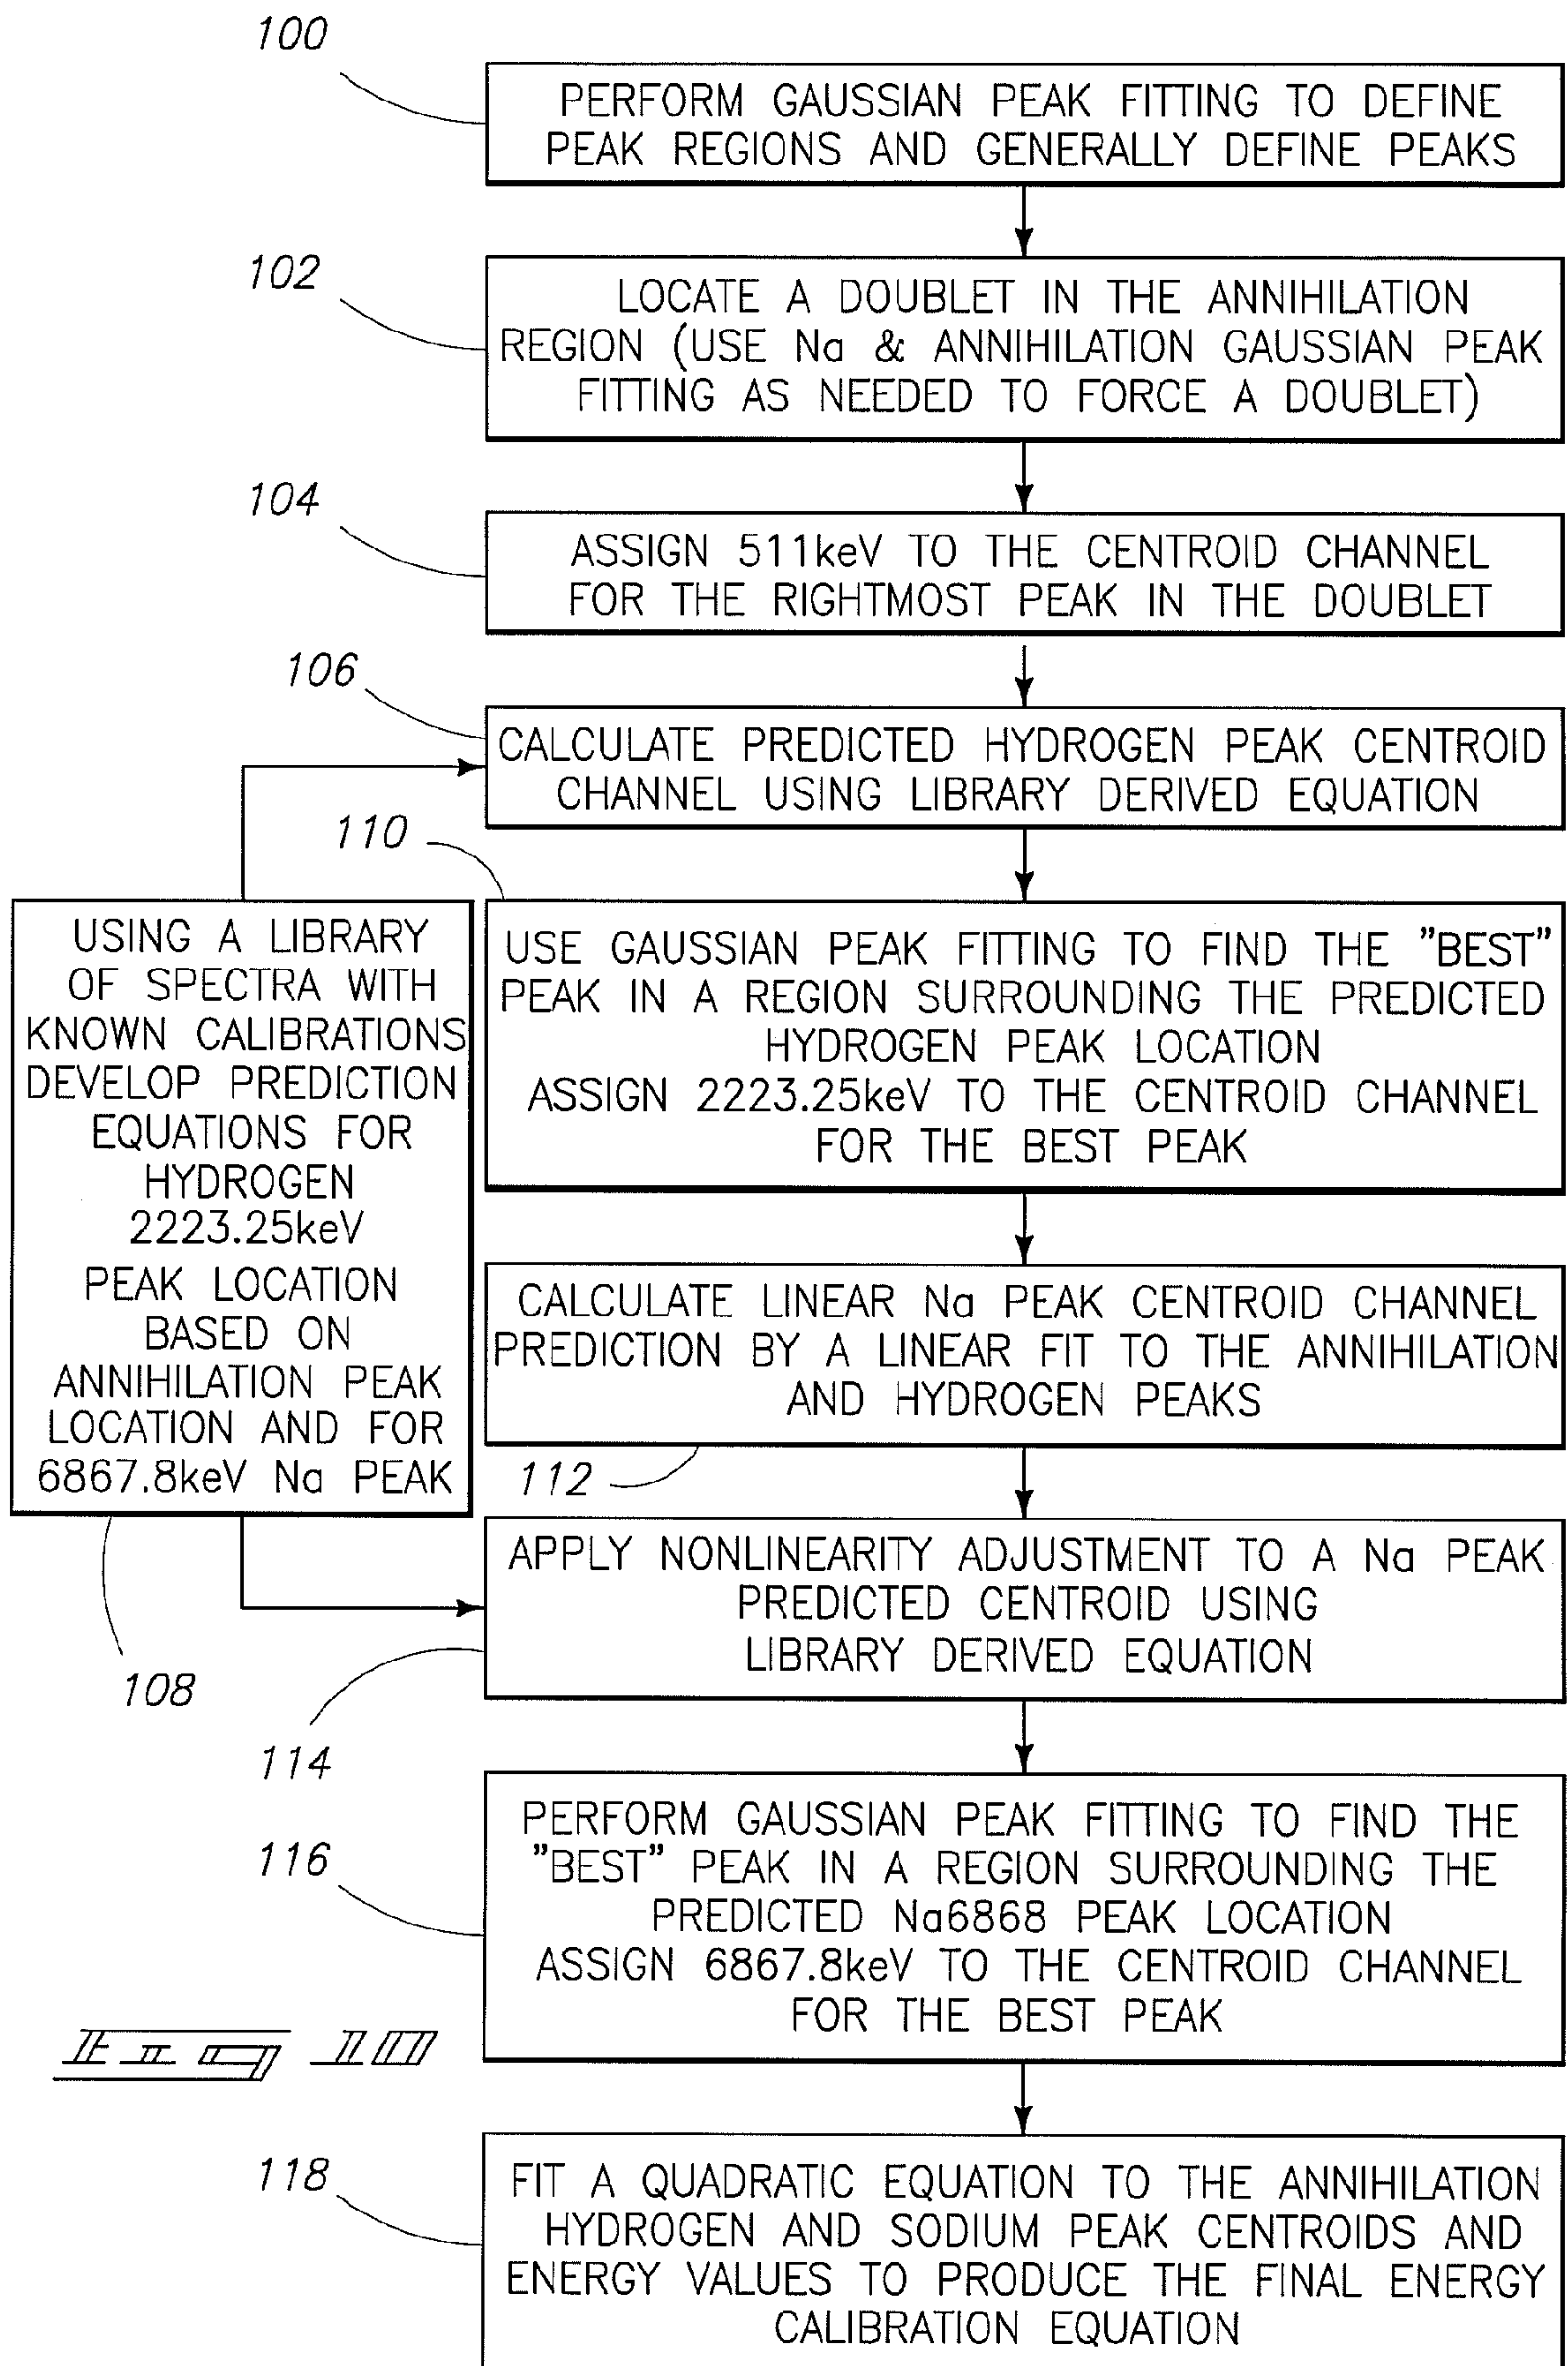 100
PERFORM GAUSSIAN PEAK FITTING TO DEFINE
PEAK REGIONS AND GENERALLY DEFINE PEAKS
102
LOCATE A DOUBLET IN THE ANNIHILATION
REGION (USE Na & ANNIHILATION GAUSSIAN PEAK
FITTING AS NEEDED TO FORCE A DOUBLET)
104
ASSIGN 511keV TO THE CENTROID CHANNEL
FOR THE RIGHTMOST PEAK IN THE DOUBLET
106
CALCULATE PREDICTED HYDROGEN PEAK CENTROID
CHANNEL USING LIBRARY DERIVED EQUATION
110
USING A LIBRARY
OF SPECTRA WITH
KNOWN CALIBRATIONS
DEVELOP PREDICTION
EQUATIONS FOR
HYDROGEN
2223.25keV
PEAK LOCATION
BASED ON
ANNIHILATION PEAK
LOCATION AND FOR
6867.8keV Na PEAK
108
USE GAUSSIAN PEAK FITTING TO FIND THE "BEST"
PEAK IN A REGION SURROUNDING THE PREDICTED
HYDROGEN PEAK LOCATION
ASSIGN 2223.25keV TO THE CENTROID CHANNEL
FOR THE BEST PEAK
CALCULATE LINEAR Na PEAK CENTROID CHANNEL
PREDICTION BY A LINEAR FIT TO THE ANNIHILATION
AND HYDROGEN PEAKS
112
APPLY NONLINEARITY ADJUSTMENT TO A Na PEAK
PREDICTED CENTROID USING
LIBRARY DERIVED EQUATION
114
PERFORM GAUSSIAN PEAK FITTING TO FIND THE
"BEST" PEAK IN A REGION SURROUNDING THE
PREDICTED Na6868 PEAK LOCATION
ASSIGN 6867.8keV TO THE CENTROID CHANNEL
FOR THE BEST PEAK
116
Fig 10
118
FIT A QUADRATIC EQUATION TO THE ANNIHILATION
HYDROGEN AND SODIUM PEAK CENTROIDS AND
ENERGY VALUES TO PRODUCE THE FINAL ENERGY
CALIBRATION EQUATION